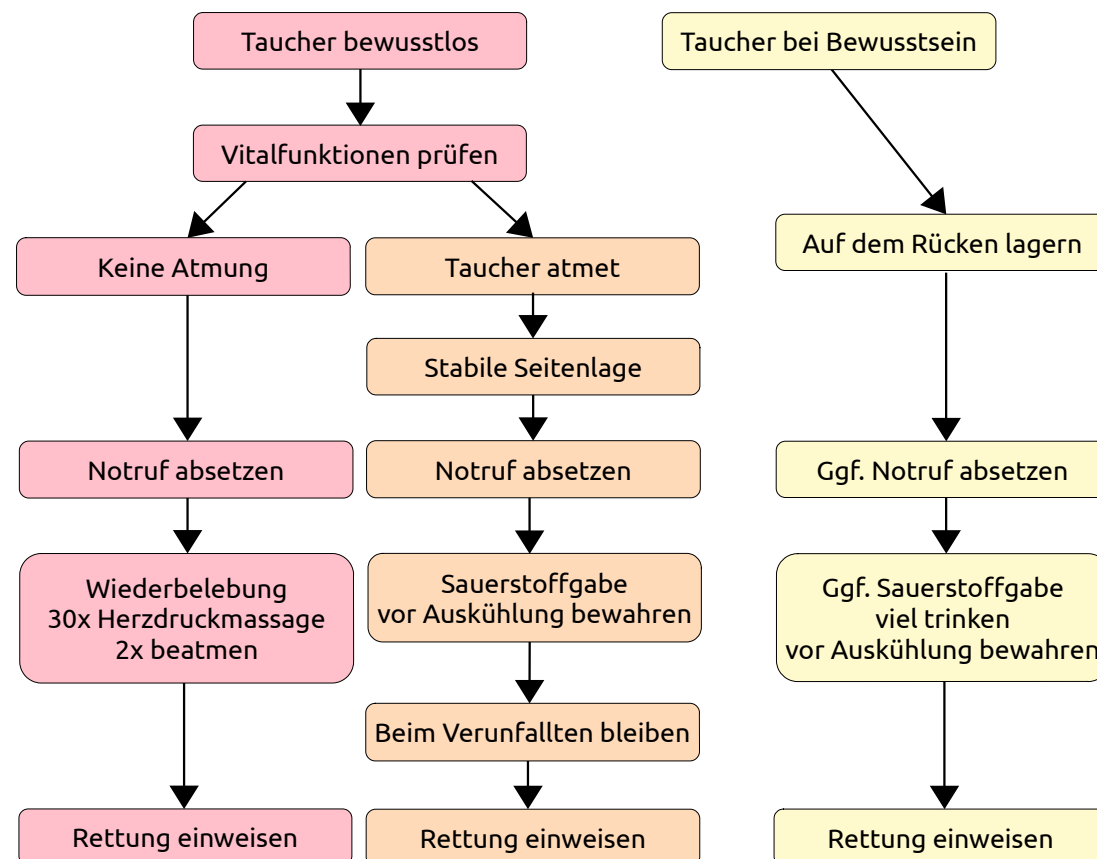 Taucher bewusstlos
Taucher bei Bewusstsein
Vitalfunktionen prüfen
Keine Atmung
Taucher atmet
Auf dem Rücken lagern
Stabile Seitenlage
Notruf absetzen
Notruf absetzen
Ggf. Notruf absetzen
Wiederbelebung
30x Herzdruckmassage
2x beatmen
Sauerstoffgabe
vor Auskühlung bewahren
Ggf. Sauerstoffgabe
viel trinken
vor Auskühlung bewahren
Beim Verunfallten bleiben
Rettung einweisen
Rettung einweisen
Rettung einweisen